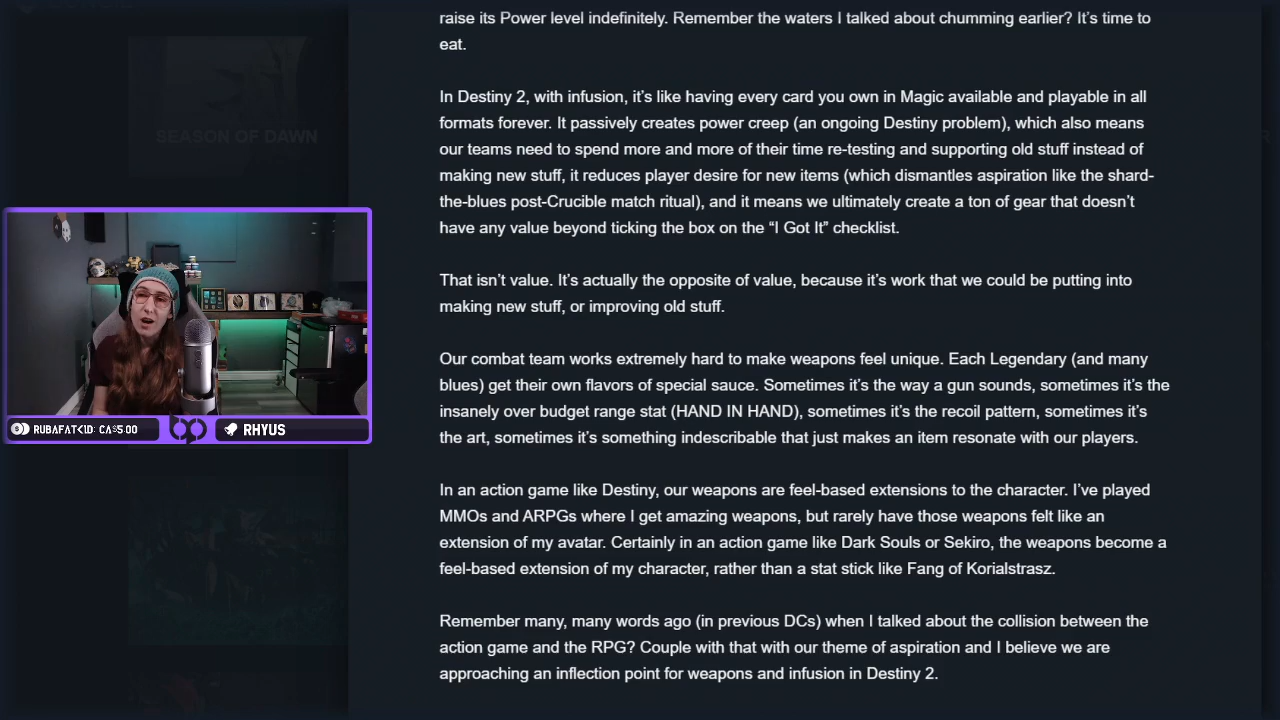 raise its Power level indefinitely. Remember the waters I talked about chumming earlier? It's time to
eat.
In Destiny 2, with infusion, it's like having every card you own in Magic available and playable in all
formats forever. It passively creates power creep (an ongoing Destiny problem), which also means
our teams need to spend more and more of their time re-testing and supporting old stuff instead of
making new stuff, it reduces player desire for new items (which dismantles aspiration like the shard-
the-blues post-Crucible match ritual), and it means we ultimately create a ton of gear that doesn't
have any value beyond ticking the box on the “I Got It” checklist.
That isn't value. It's actually the opposite of value, because it's work that we could be putting into
making new stuff, or improving old stuff.
Our combat team works extremely hard to make weapons feel unique. Each Legendary (and many
blues) get their own flavors of special sauce. Sometimes it's the way a gun sounds, sometimes it's the
insanely over budget range stat (HAND IN HAND), sometimes it's the recoil pattern, sometimes it's
the art, sometimes it's something indescribable that just makes an item resonate with our players.
In an action game like Destiny, our weapons are feel-based extensions to the character. I've played
MMOs and ARPGs where I get amazing weapons, but rarely have those weapons felt like an
extension of my avatar. Certainly in an action game like Dark Souls or Sekiro, the weapons become a
feel-based extension of my character, rather than a stat stick like Fang of Korialstrasz.
Remember many, many words ago (in previous DCs) when I talked about the collision between the
action game and the RPG? Couple with that with our theme of aspiration and I believe we are
approaching an inflection point for weapons and infusion in Destiny 2.
SEASON OF DAWN
RUBAFATK1D: CA$5.00
RHYUS